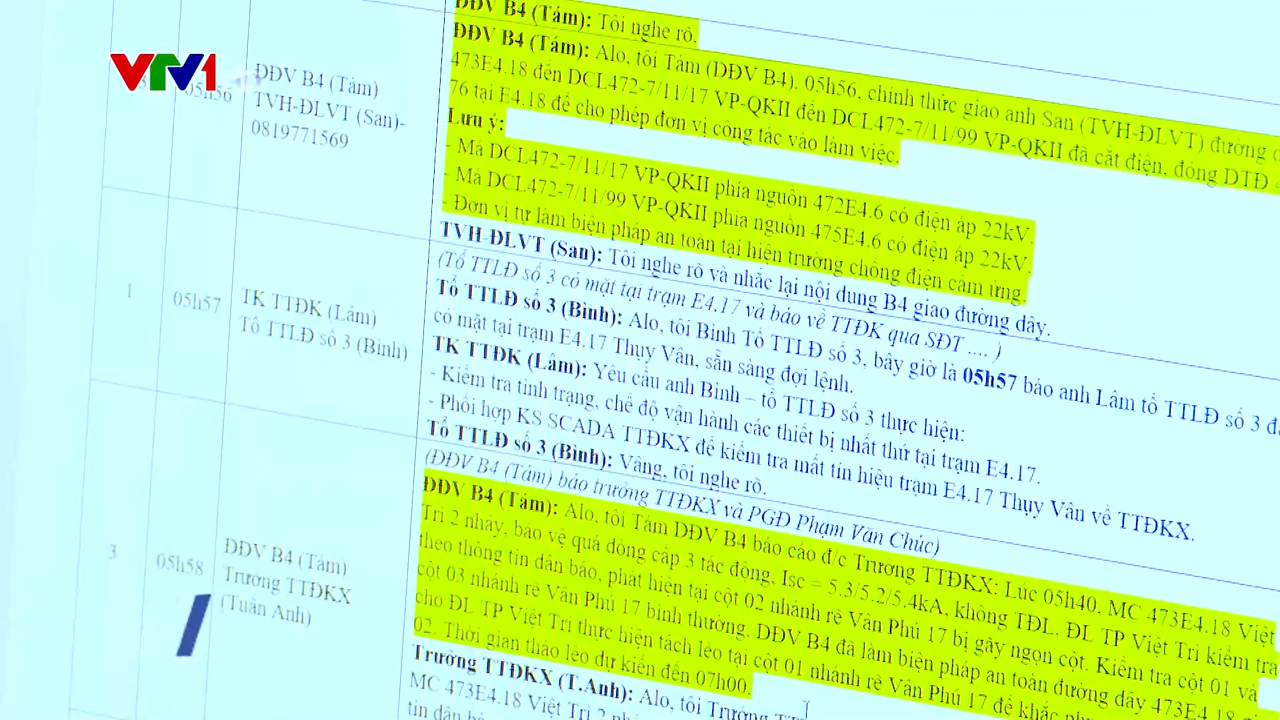 VTV1
ĐĐV B4 (Tám): Tôi nghe rõ.
05h56
ĐĐV B4 (Tám)
TVH-ĐLVT (San)-
0819771569
ĐĐV B4 (Tám): Alo, tôi Tám (ĐĐV B4). 05h56, chính thức giao anh San (TVH-ĐLVT) đường
473E4.18 đến DCL472-7/11/17 VP-QKII đến DCL472-7/11/99 VP-QKII đã cắt điện, đóng DTĐ -
76 tại E4.18 để cho phép đơn vị công tác vào làm việc.
Lưu ý:
- Má DCL472-7/11/17 VP-QKII phía nguồn 472E4.6 có điện áp 22kV.
- Má DCL472-7/11/99 VP-QKII phía nguồn 475E4.6 có điện áp 22kV.
- Đơn vị tự làm biện pháp an toàn tại hiện trường chống điện cảm ứng.
TVH-ĐLVT (San): Tôi nghe rõ và nhắc lại nội dung B4 giao đường dây.
1
05h57
TK TTĐK (Lâm)
Tổ TTLĐ số 3 (Bình)
(Tổ TTLĐ số 3 có mặt tại trạm E4.17 và báo về TTĐK qua SĐT .... )
Tổ TTLĐ số 3 (Bình): Alo, tôi Bình Tổ TTLĐ số 3, bây giờ là 05h57 báo anh Lâm tổ TTLĐ số 3
có mặt tại trạm E4.17 Thụy Vân, sẵn sàng đợi lệnh.
TK TTĐK (Lâm): Yêu cầu anh Bình – tổ TTLĐ số 3 thực hiện:
- Kiểm tra tình trạng, chế độ vận hành các thiết bị nhất thứ tại trạm E4.17.
- Phối hợp KS SCADA TTĐKX để kiểm tra mất tín hiệu trạm E4.17 Thụy Vân về TTĐKX.
Tổ TTLĐ số 3 (Bình): Vâng, tôi nghe rõ.
3
05h58
ĐĐV B4 (Tám)
Trưởng TTĐKX
(Tuấn Anh)
(ĐĐV B4 (Tám) báo trưởng TTĐKX và PGĐ Phạm Văn Chúc)
ĐĐV B4 (Tám): Alo, tôi Tám ĐĐV B4 báo cáo đ/c Trưởng TTĐKX: Lúc 05h40, MC 473E4.18 Việt
Trì 2 nhảy, bảo vệ quá dòng cấp 3 tác động, Isc = 5.3/5.2/5.4kA, không TĐL. ĐL TP Việt Trì kiểm tra
theo thông tin dân báo, phát hiện tại cột 02 nhánh rẽ Vân Phú 17 bị gãy ngọn cột. Kiểm tra cột 01 và
cột 03 nhánh rẽ Vân Phú 17 bình thường. ĐĐV B4 đã làm biện pháp an toàn đường dây 473E4.18
cho ĐL TP Việt Trì thực hiện tách lèo tại cột 01 nhánh rẽ Vân Phú 17 để khắc
02. Thời gian tháo lèo dự kiến đến 07h00.
Trưởng TTĐKX (T.Anh): Alo, tôi Trưởng
MC 473E4.18 Việt Trì 2
tin dân